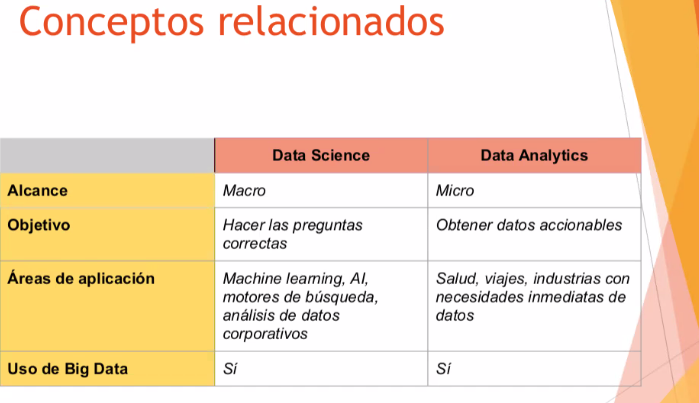 Conceptos relacionados
Data Science Data Analytics
Alcance Macro Micro
Objetivo Hacer las preguntas Obtener datos accionables
correctas
Áreas de aplicación Machine learning, AI, Salud, viajes, industrias con
motores de búsqueda, necesidades inmediatas de
análisis de datos datos
corporativos
Uso de Big Data Sí Sí